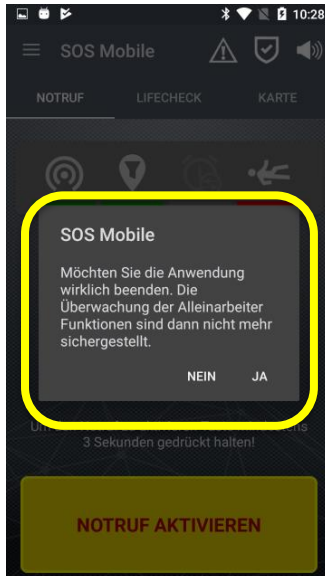 10:28
SOS Mobile
NOTRUF LIFECHECK KARTE
SOS Mobile
Möchten Sie die Anwendung
wirklich beenden. Die
Überwachung der Alleinarbeiter
Funktionen sind dann nicht mehr
sichergestellt.
NEIN JA
3 Sekunden gedrückt halten!
NOTRUF AKTIVIEREN